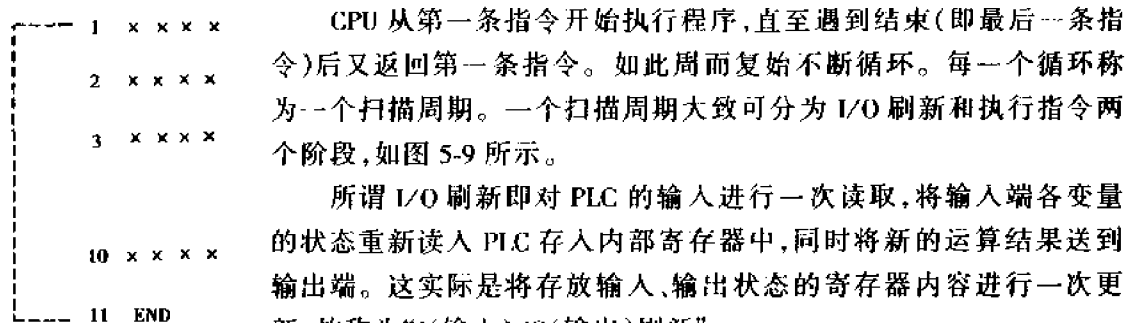 1 × × × ×
2 × × × ×
3 × × × ×
10 × × × ×
11 END
CPU 从第一条指令开始执行程序,直至遇到结束(即最后一条指
令)后又返回第一条指令。如此周而复始不断循环。每一个循环称
为一个扫描周期。一个扫描周期大致可分为 I/O 刷新和执行指令两
个阶段,如图 5-9 所示。
所谓 I/O 刷新即对 PLC 的输入进行一次读取,将输入端各变量
的状态重新读入 PLC 存入内部寄存器中,同时将新的运算结果送到
输出端。这实际是将存放输入、输出状态的寄存器内容进行一次更